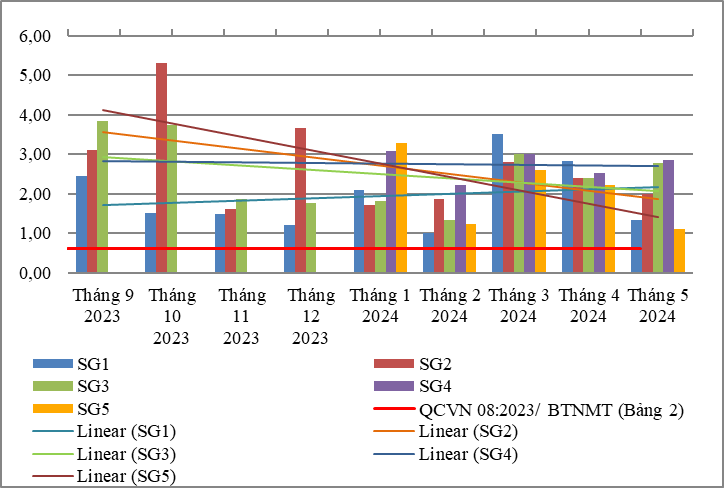 6,00
5,00
4,00
3,00
2,00
1,00
0,00
Tháng 9 Tháng Tháng Tháng Tháng 1 Tháng 2 Tháng 3 Tháng 4 Tháng 5
2023 10 11 12 2024 2024 2024 2024 2024
2023 2023 2023
SG1 SG2
SG3 SG4
SG5 QCVN 08:2023/ BTNMT (Bảng 2)
Linear (SG1) Linear (SG2)
Linear (SG3) Linear (SG4)
Linear (SG5)